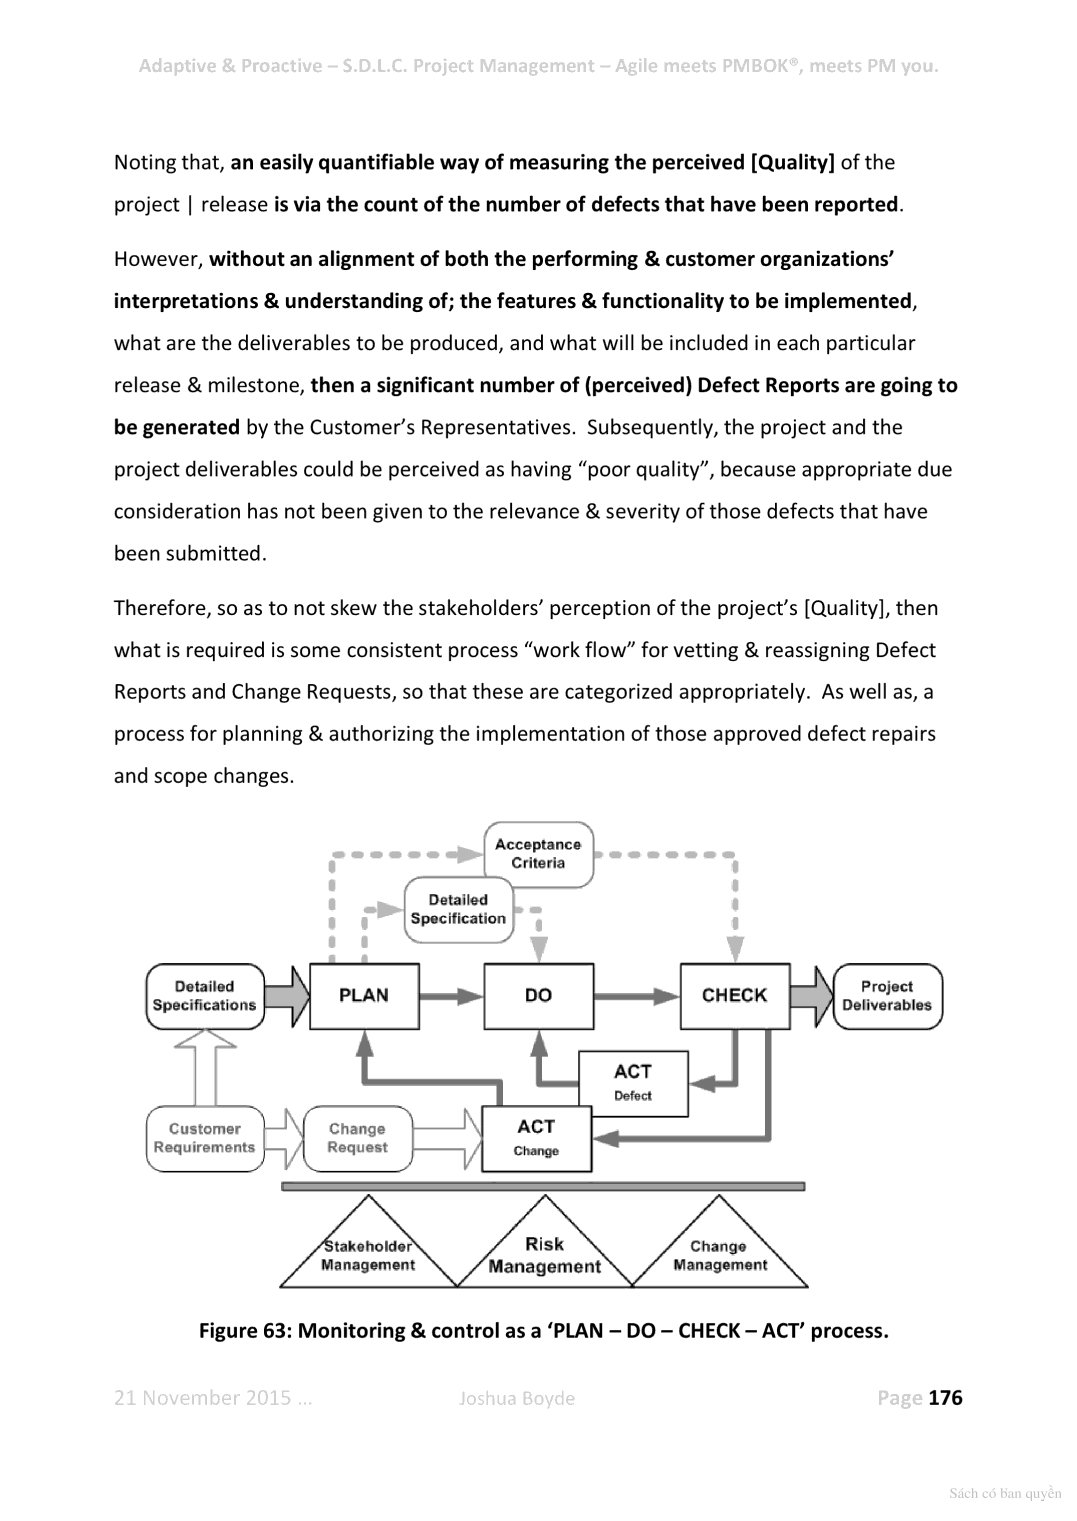 Adaptive & Proactive – S.D.L.C. Project Management – Agile meets PMBOK®, meets PM you.
Noting that, an easily quantifiable way of measuring the perceived [Quality] of the
project | release is via the count of the number of defects that have been reported.
However, without an alignment of both the performing & customer organizations’
interpretations & understanding of; the features & functionality to be implemented,
what are the deliverables to be produced, and what will be included in each particular
release & milestone, then a significant number of (perceived) Defect Reports are going to
be generated by the Customer’s Representatives.  Subsequently, the project and the
project deliverables could be perceived as having “poor quality”, because appropriate due
consideration has not been given to the relevance & severity of those defects that have
been submitted.
Therefore, so as to not skew the stakeholders’ perception of the project’s [Quality], then
what is required is some consistent process “work flow” for vetting & reassigning Defect
Reports and Change Requests, so that these are categorized appropriately.  As well as, a
process for planning & authorizing the implementation of those approved defect repairs
and scope changes.
Acceptance
Criteria
Detailed
Specification
Detailed
Specifications
PLAN
DO
CHECK
Project
Deliverables
ACT
Defect
Customer
Requirements
Change
Request
ACT
Change
Stakeholder
Management
Risk
Management
Change
Management
Figure 63: Monitoring & control as a ‘PLAN – DO – CHECK – ACT’ process.
21 November 2015 ... Joshua Boyde Page 176
Sách có bản quyền